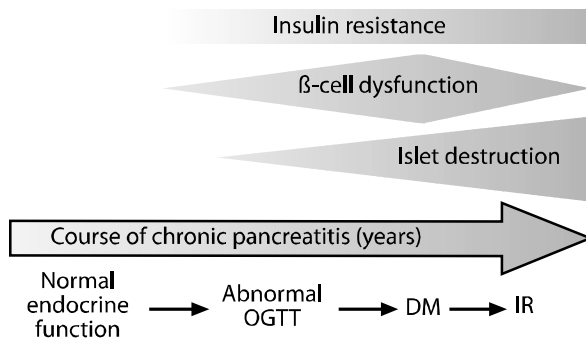 Insulin resistance
ß-cell dysfunction
Islet destruction
Course of chronic pancreatitis (years)
Normal
endocrine
function
Abnormal
OGTT
DM
IR